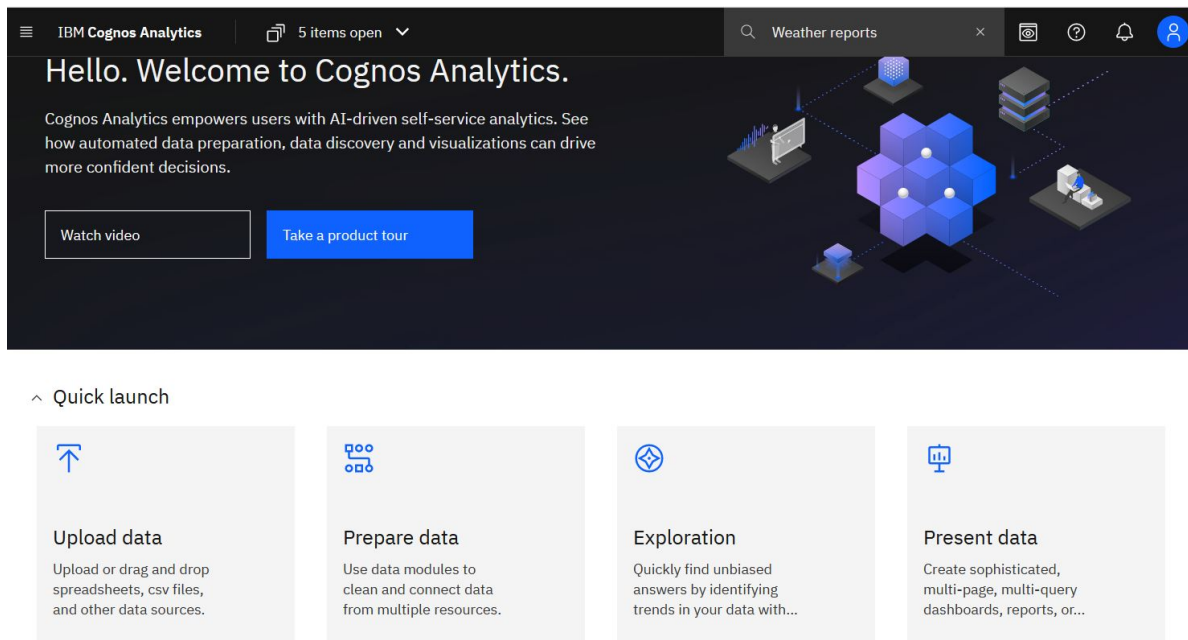 IBM Cognos Analytics
5 items open
Weather reports
Hello. Welcome to Cognos Analytics.
Cognos Analytics empowers users with AI-driven self-service analytics. See
how automated data preparation, data discovery and visualizations can drive
more confident decisions.
Watch video
Take a product tour
Quick launch
Upload data
Upload or drag and drop
spreadsheets, csv files,
and other data sources.
Prepare data
Use data modules to
clean and connect data
from multiple resources.
Exploration
Quickly find unbiased
answers by identifying
trends in your data with...
Present data
Create sophisticated,
multi-page, multi-query
dashboards, reports, or...